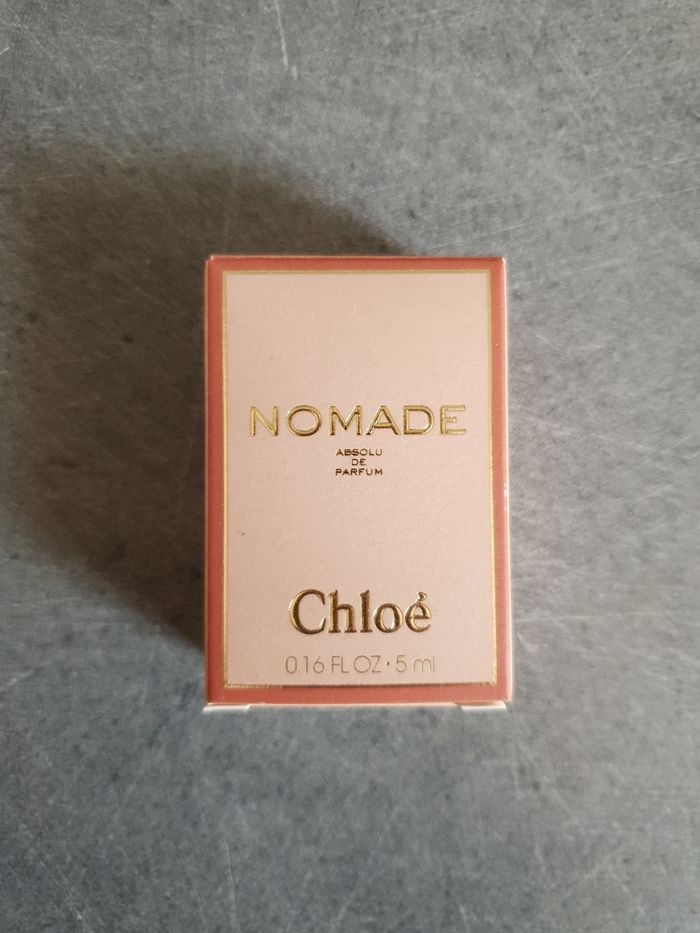 NOMADE
ABSOLU
DE
PARFUM
Chloé
0.16 FL OZ • 5 ml